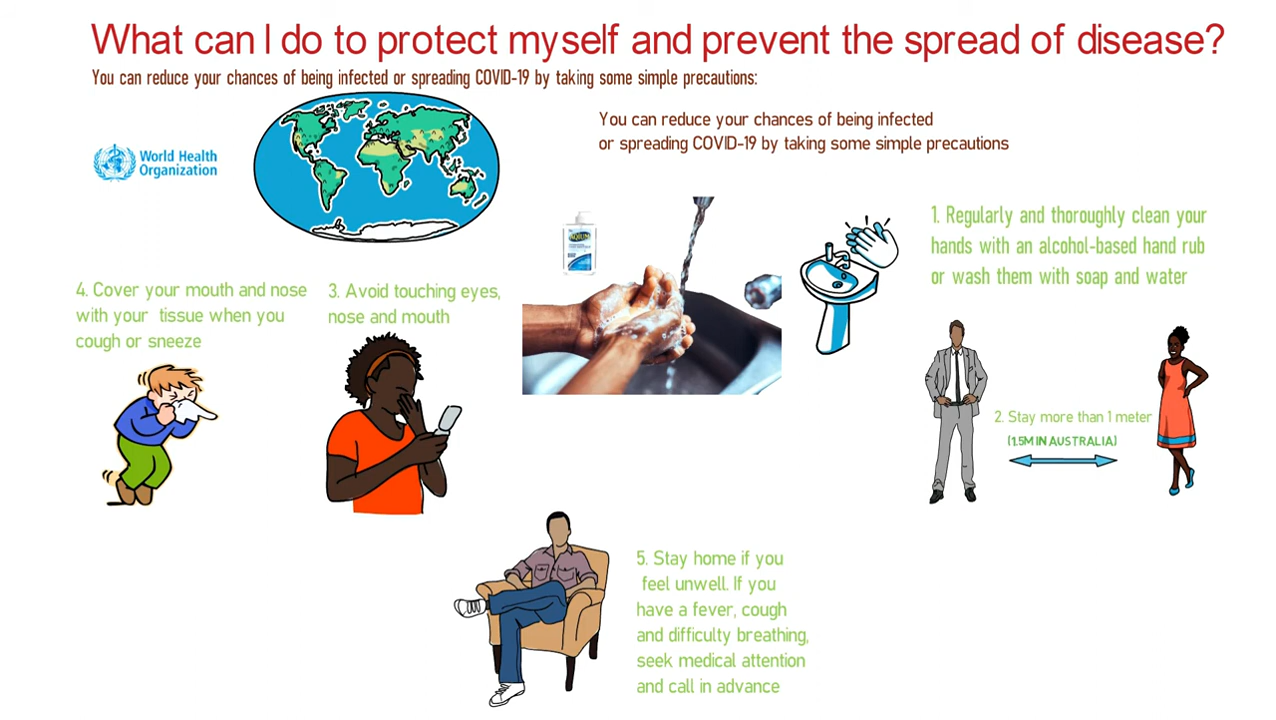 What can I do to protect myself and prevent the spread of disease?
You can reduce your chances of being infected or spreading COVID-19 by taking some simple precautions:
You can reduce your chances of being infected
or spreading COVID-19 by taking some simple precautions
World Health
Organization
1. Regularly and thoroughly clean your
hands with an alcohol-based hand rub
or wash them with soap and water
2. Stay more than 1 meter
(1.5M IN AUSTRALIA)
3. Avoid touching eyes,
nose and mouth
4. Cover your mouth and nose
with your tissue when you
cough or sneeze
5. Stay home if you
feel unwell. If you
have a fever, cough
and difficulty breathing,
seek medical attention
and call in advance